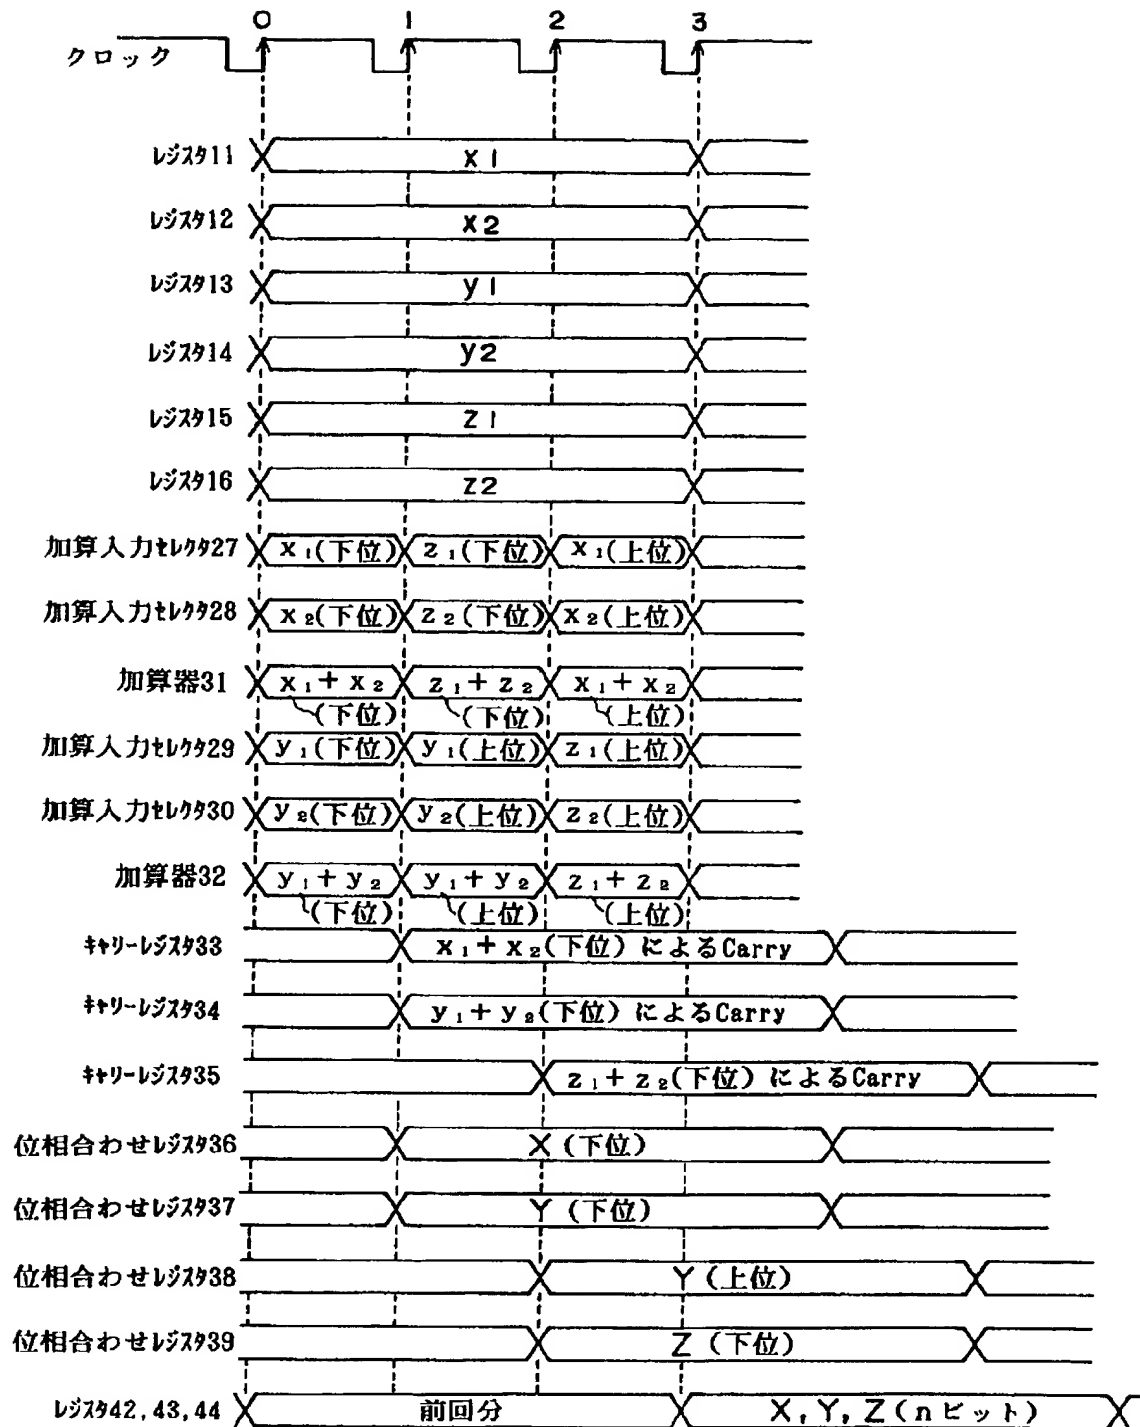 0 1 2 3
クロック
レジスタ11 x1
レジスタ12 x2
レジスタ13 y1
レジスタ14 y2
レジスタ15 z1
レジスタ16 z2
加算入力セレクタ27 x₁(下位) z₁(下位) x₁(上位)
加算入力セレクタ28 x₂(下位) z₂(下位) x₂(上位)
加算器31 x₁+x₂ z₁+z₂ x₁+x₂
(下位) (下位) (上位)
加算入力セレクタ29 y₁(下位) y₁(上位) z₁(上位)
加算入力セレクタ30 y₂(下位) y₂(上位) z₂(上位)
加算器32 y₁+y₂ y₁+y₂ z₁+z₂
(下位) (上位) (上位)
キャリーレジスタ33 x₁+x₂(下位)によるCarry
キャリーレジスタ34 y₁+y₂(下位)によるCarry
キャリーレジスタ35 z₁+z₂(下位)によるCarry
位相合わせレジスタ36 X(下位)
位相合わせレジスタ37 Y(下位)
位相合わせレジスタ38 Y(上位)
位相合わせレジスタ39 Z(下位)
レジスタ42,43,44 前回分 X,Y,Z(nビット)